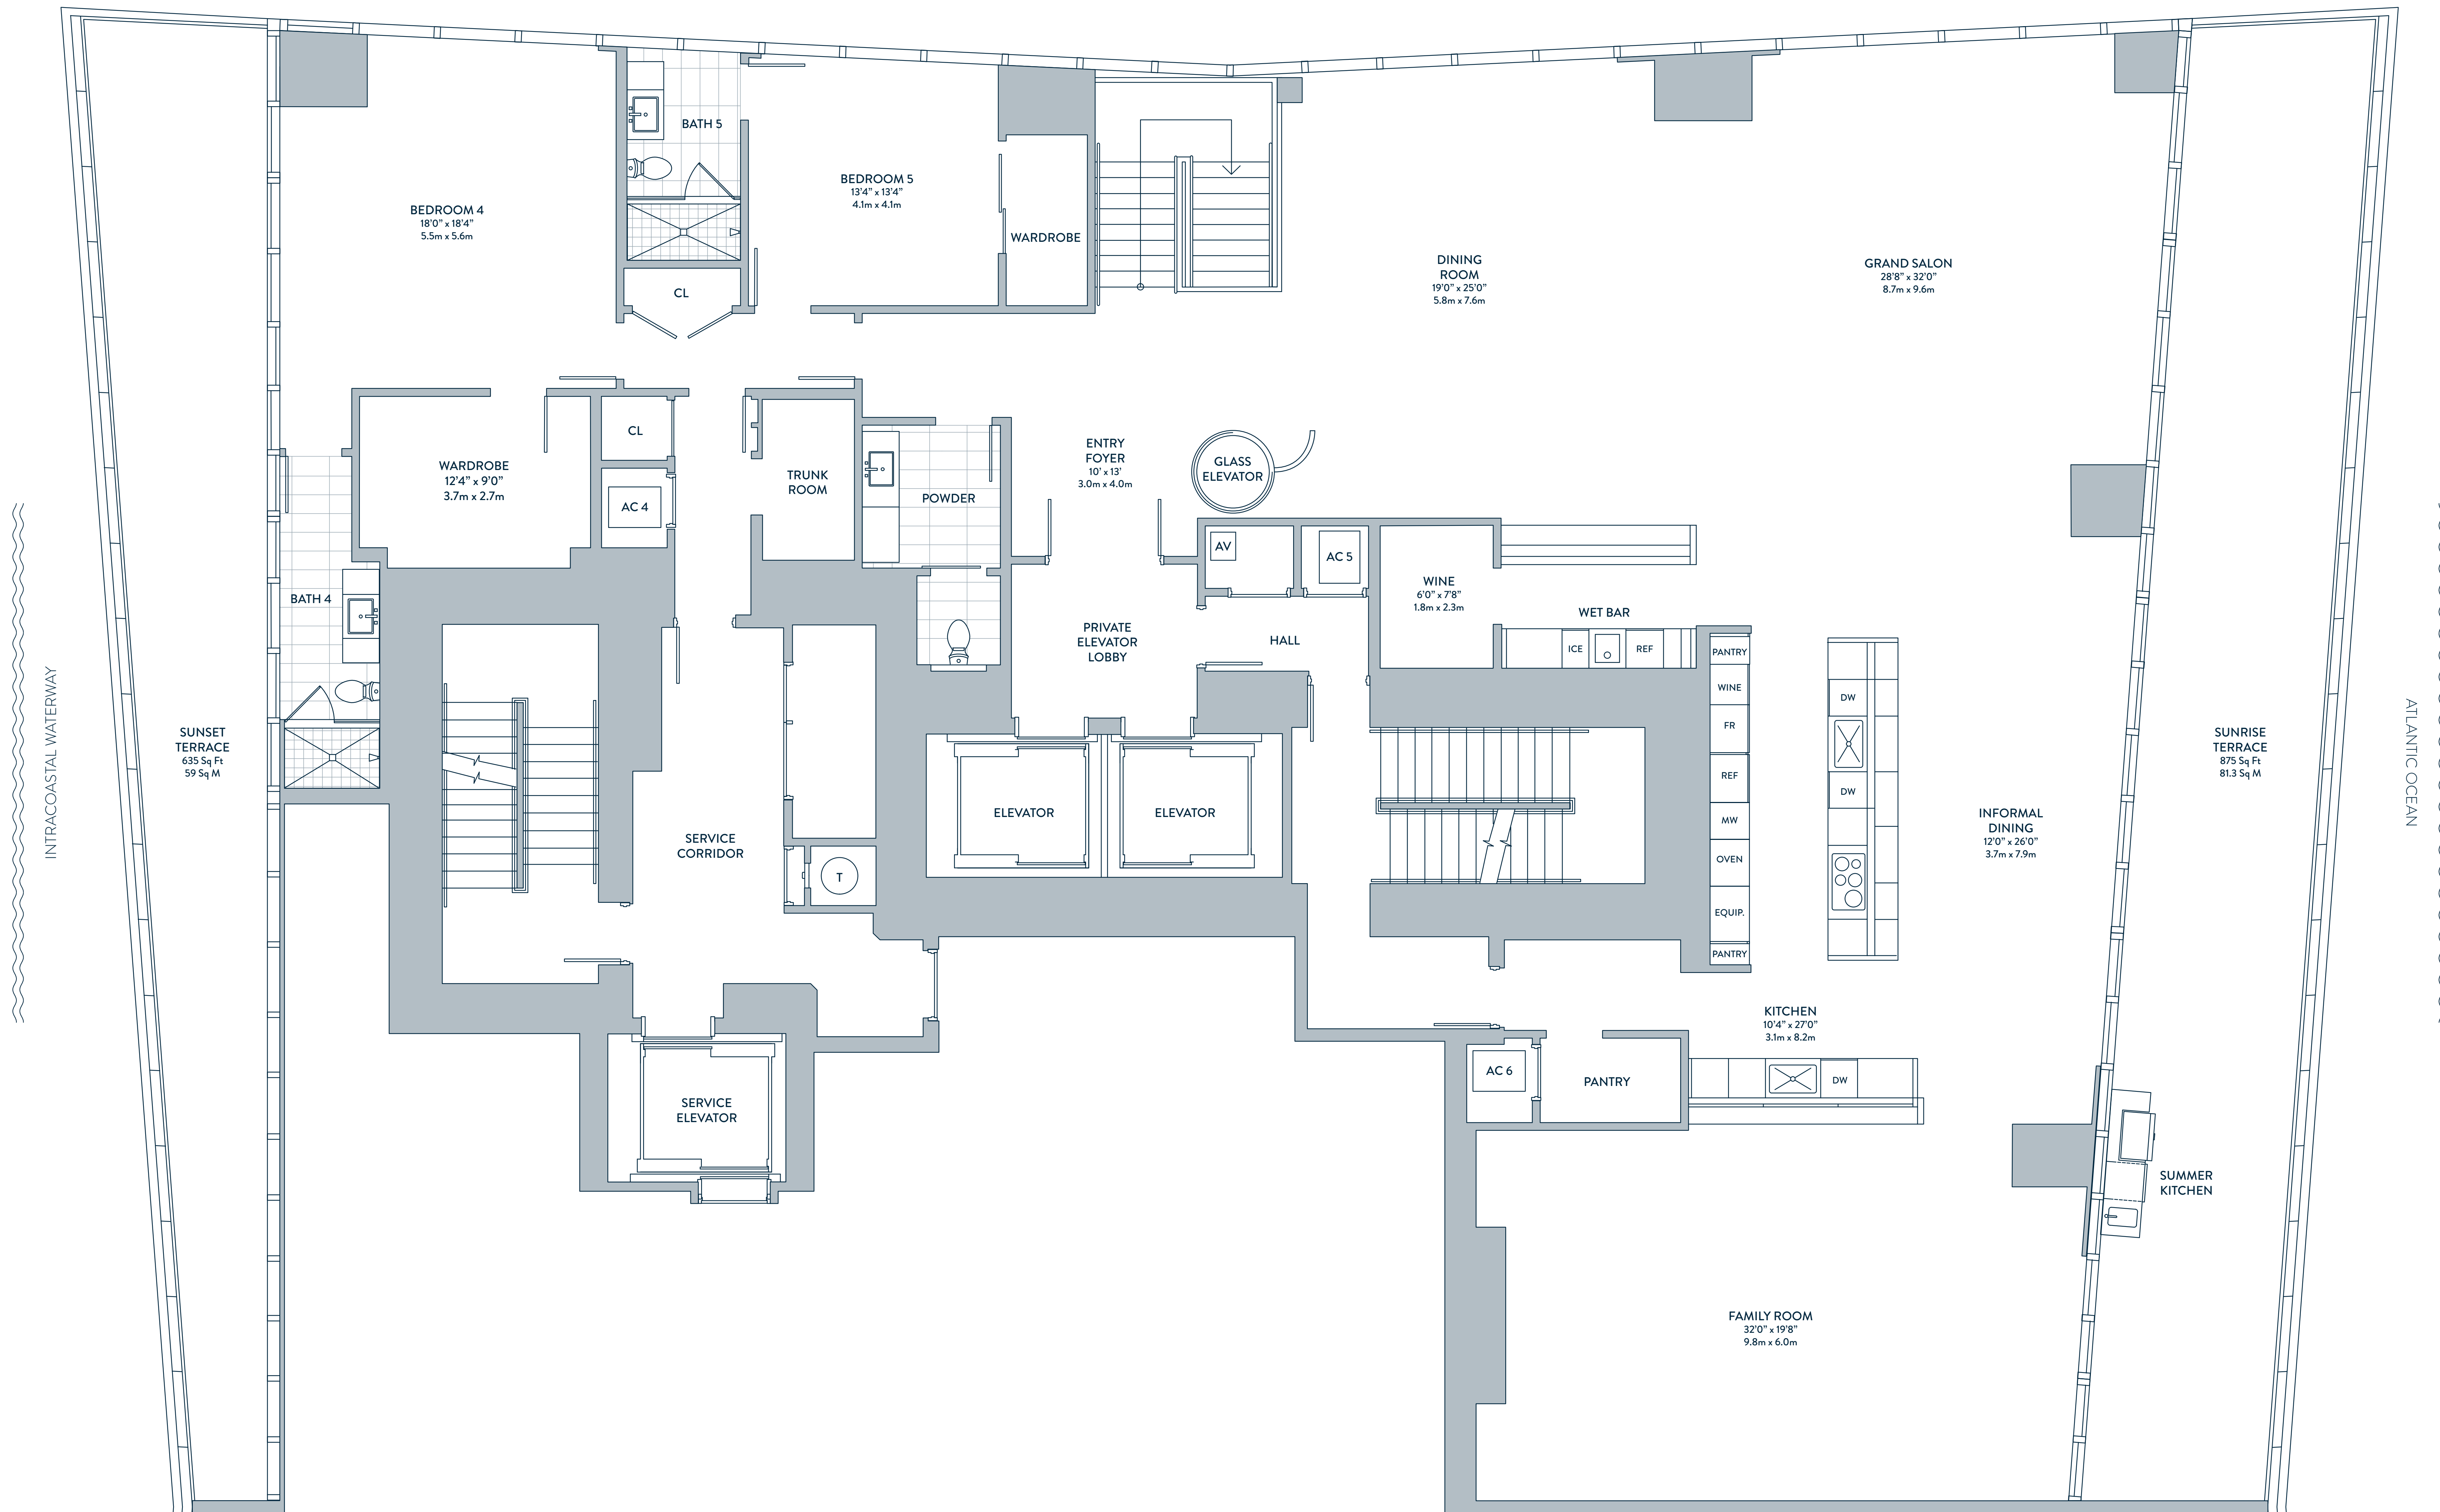 BATH 5
BEDROOM 5
13'4" x 13'4"
4.1m x 4.1m
BEDROOM 4
18'0" x 18'4"
5.5m x 5.6m
WARDROBE
CL
DINING
ROOM
19'0" x 25'0"
5.8m x 7.6m
GRAND SALON
28'8" x 32'0"
8.7m x 9.6m
CL
WARDROBE
12'4" x 9'0"
3.7m x 2.7m
AC 4
TRUNK
ROOM
POWDER
ENTRY
FOYER
10' x 13'
3.0m x 4.0m
GLASS
ELEVATOR
AV
AC 5
WINE
6'0" x 7'8"
1.8m x 2.3m
WET BAR
ICE
REF
BATH 4
PRIVATE
ELEVATOR
LOBBY
HALL
PANTRY
WINE
FR
REF
MW
OVEN
EQUIP.
PANTRY
DW
DW
INTRACOASTAL WATERWAY
SUNSET
TERRACE
635 Sq Ft
59 Sq M
SERVICE
CORRIDOR
T
ELEVATOR
ELEVATOR
INFORMAL
DINING
12'0" x 26'0"
3.7m x 7.9m
SUNRISE
TERRACE
875 Sq Ft
81.3 Sq M
ATLANTIC OCEAN
KITCHEN
10'4" x 27'0"
3.1m x 8.2m
AC 6
PANTRY
DW
SERVICE
ELEVATOR
SUMMER
KITCHEN
FAMILY ROOM
32'0" x 19'8"
9.8m x 6.0m